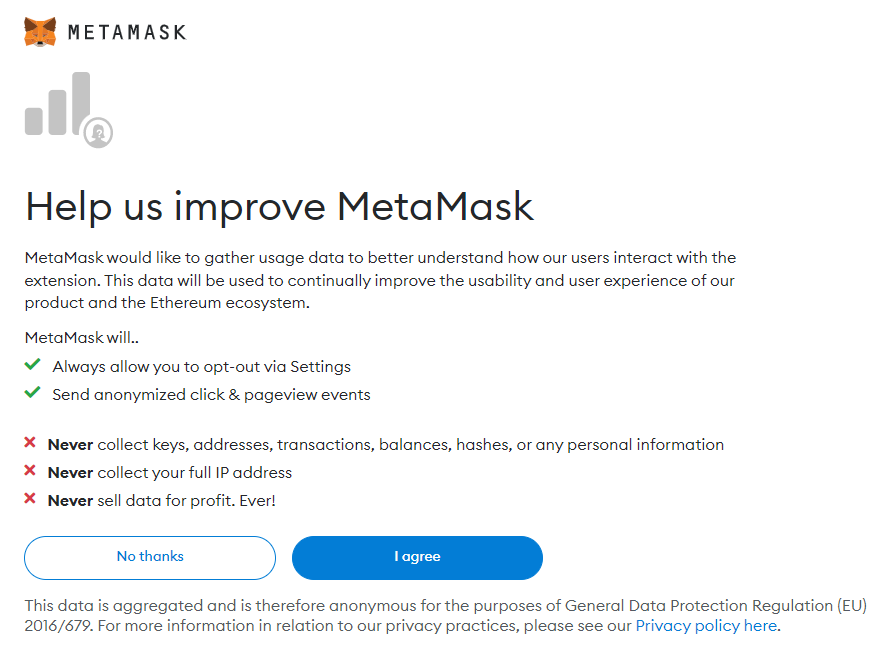 METAMASK
Help us improve MetaMask
MetaMask would like to gather usage data to better understand how our users interact with the
extension. This data will be used to continually improve the usability and user experience of our
product and the Ethereum ecosystem.
MetaMask will..
Always allow you to opt-out via Settings
Send anonymized click & pageview events
Never collect keys, addresses, transactions, balances, hashes, or any personal information
Never collect your full IP address
Never sell data for profit. Ever!
No thanks
I agree
This data is aggregated and is therefore anonymous for the purposes of General Data Protection Regulation (EU)
2016/679. For more information in relation to our privacy practices, please see our Privacy policy here.